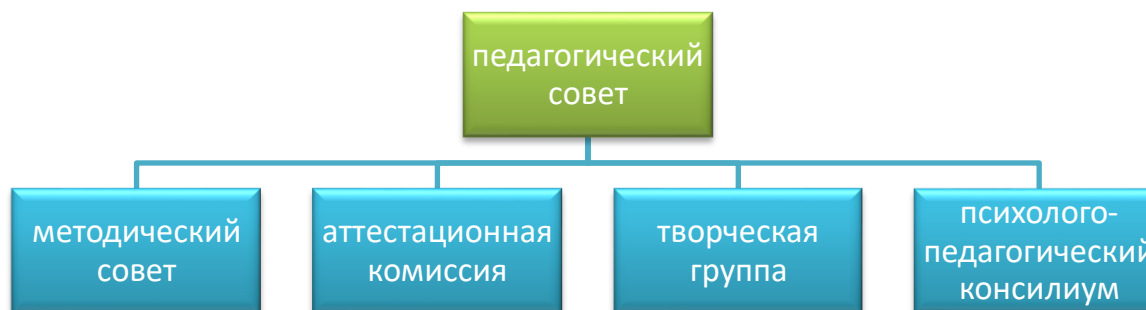 педагогический
совет
методический
совет
аттестационная
комиссия
творческая
группа
психолого-
педагогический
консилиум